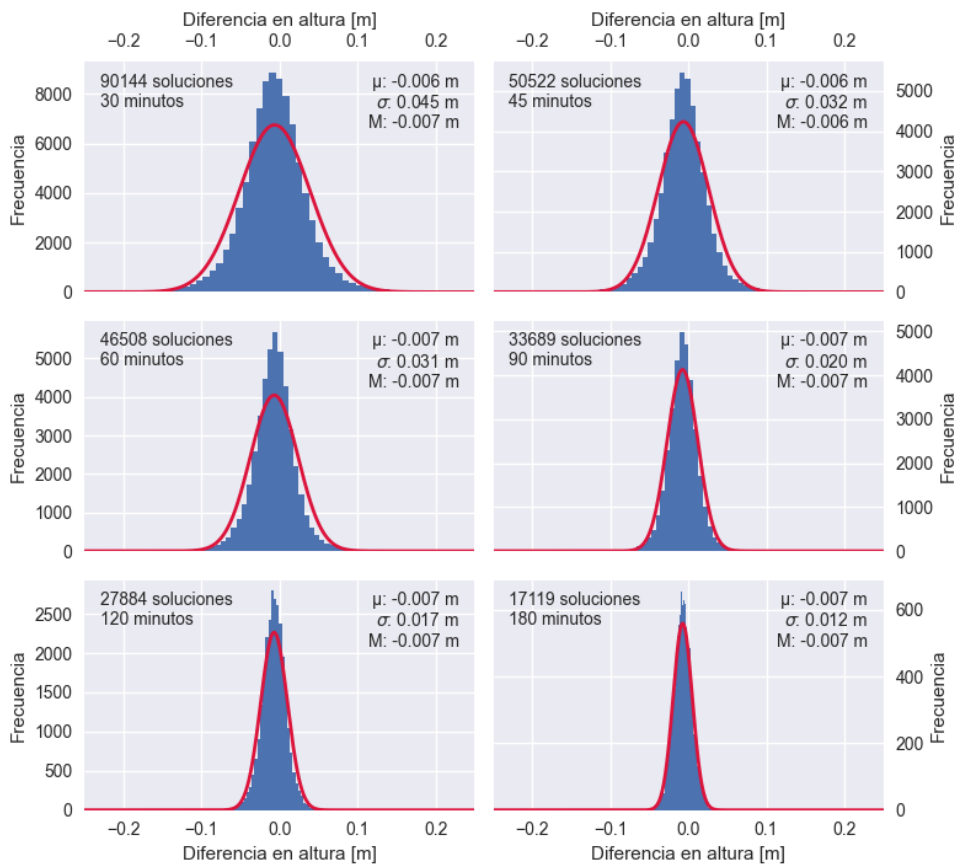 Diferencia en altura [m]
Diferencia en altura [m]
−0.2 −0.1 0.0 0.1 0.2
−0.2 −0.1 0.0 0.1 0.2
90144 soluciones
30 minutos
µ: -0.006 m
σ: 0.045 m
M: -0.007 m
8000
6000
4000
2000
0
Frecuencia
50522 soluciones
45 minutos
µ: -0.006 m
σ: 0.032 m
M: -0.006 m
5000
4000
3000
2000
1000
0
Frecuencia
46508 soluciones
60 minutos
µ: -0.007 m
σ: 0.031 m
M: -0.007 m
5000
4000
3000
2000
1000
0
Frecuencia
33689 soluciones
90 minutos
µ: -0.007 m
σ: 0.020 m
M: -0.007 m
5000
4000
3000
2000
1000
0
Frecuencia
27884 soluciones
120 minutos
µ: -0.007 m
σ: 0.017 m
M: -0.007 m
2500
2000
1500
1000
500
0
Frecuencia
17119 soluciones
180 minutos
µ: -0.007 m
σ: 0.012 m
M: -0.007 m
600
400
200
0
Frecuencia
−0.2 −0.1 0.0 0.1 0.2
−0.2 −0.1 0.0 0.1 0.2
Diferencia en altura [m]
Diferencia en altura [m]